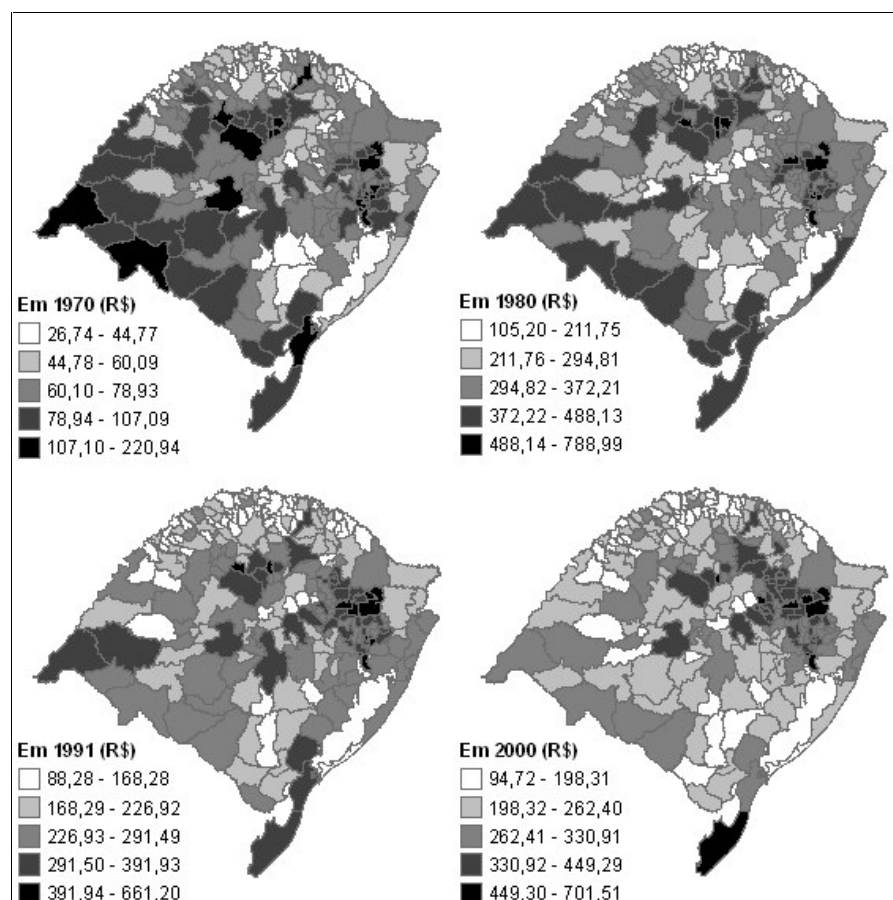 Em 1970 (R$)
26,74 - 44,77
44,78 - 60,09
60,10 - 78,93
78,94 - 107,09
107,10 - 220,94
Em 1980 (R$)
105,20 - 211,75
211,76 - 294,81
294,82 - 372,21
372,22 - 488,13
488,14 - 788,99
Em 1991 (R$)
88,28 - 168,28
168,29 - 226,92
226,93 - 291,49
291,50 - 391,93
391,94 - 661,20
Em 2000 (R$)
94,72 - 198,31
198,32 - 262,40
262,41 - 330,91
330,92 - 449,29
449,30 - 701,51